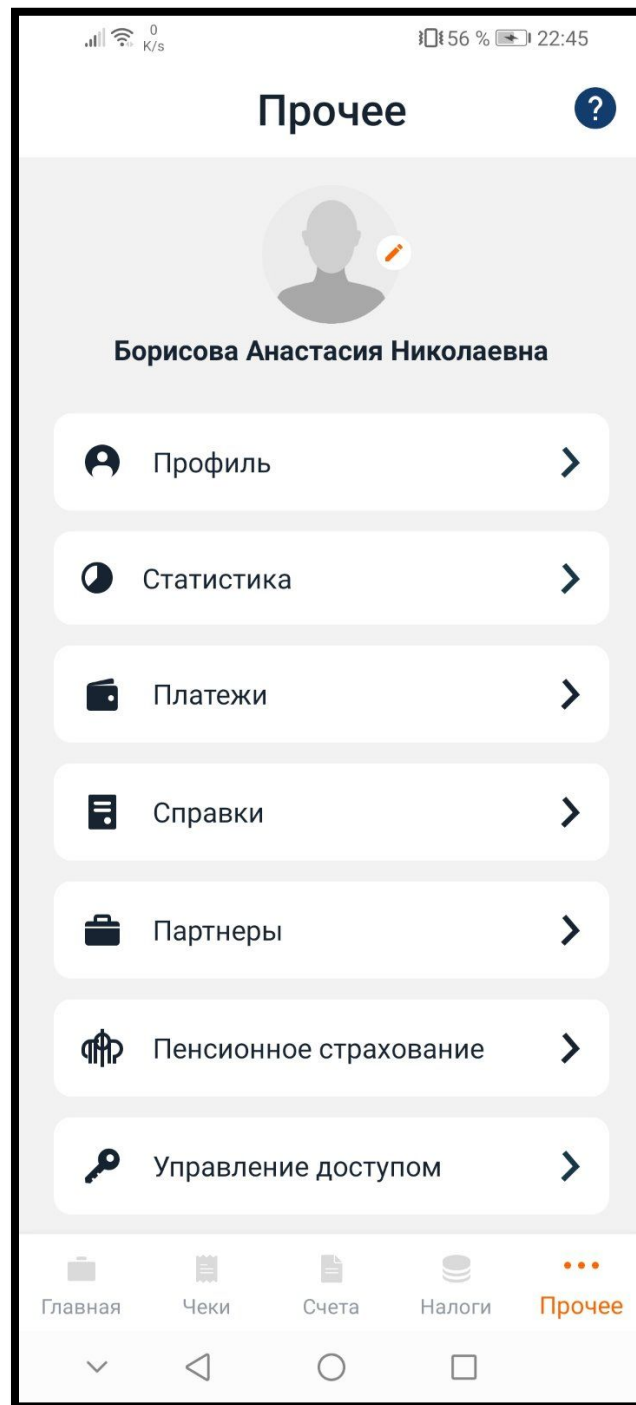 0
K/s
56 % 22:45
Прочее
?
Борисова Анастасия Николаевна
Профиль
Статистика
Платежи
Справки
Партнеры
Пенсионное страхование
Управление доступом
Главная Чеки Счета Налоги Прочее